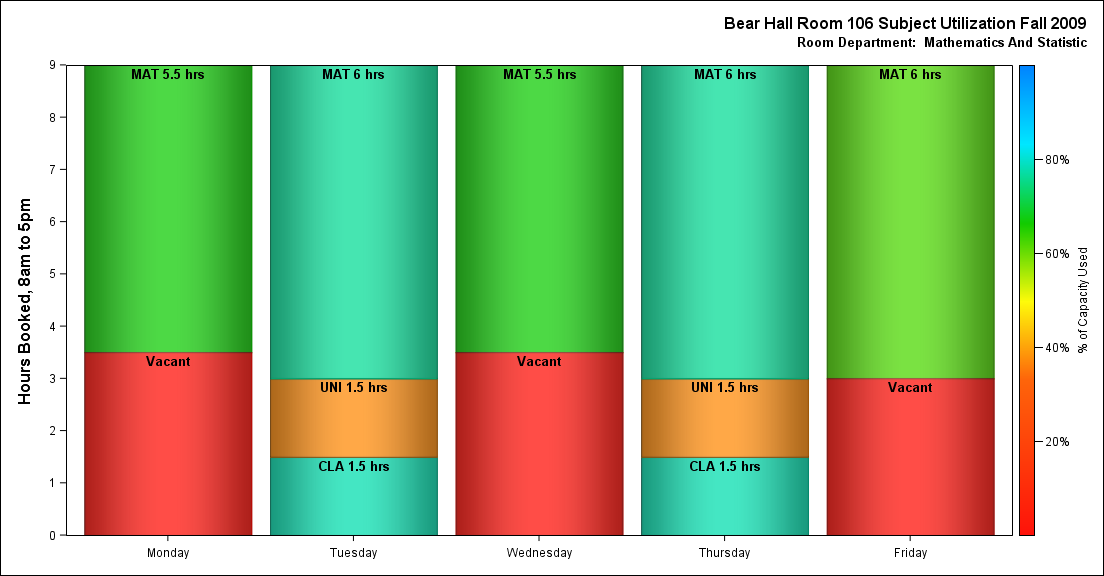 Bear Hall Room 106 Subject Utilization Fall 2009
Room Department:  Mathematics And Statistic
Hours Booked, 8am to 5pm
9
8
7
6
5
4
3
2
1
0
MAT 5.5 hrs
Vacant
MAT 6 hrs
UNI 1.5 hrs
CLA 1.5 hrs
MAT 5.5 hrs
Vacant
MAT 6 hrs
UNI 1.5 hrs
CLA 1.5 hrs
MAT 6 hrs
Vacant
Monday
Tuesday
Wednesday
Thursday
Friday
80%
60%
40%
20%
% of Capacity Used